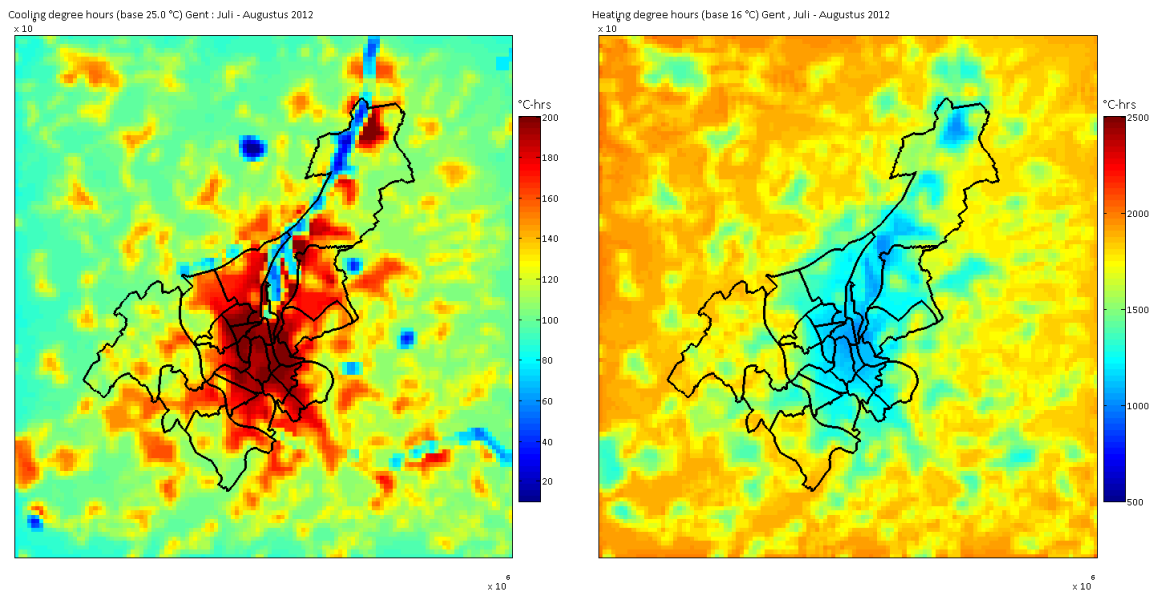 Cooling degree hours (base 25.0 °C) Gent : Juli - Augustus 2012
x 10^6
°C-hrs
200
180
160
140
120
100
80
60
40
20
x 10^6
Heating degree hours (base 16 °C) Gent , Juli - Augustus 2012
x 10^6
°C-hrs
2500
2000
1500
1000
500
x 10^6